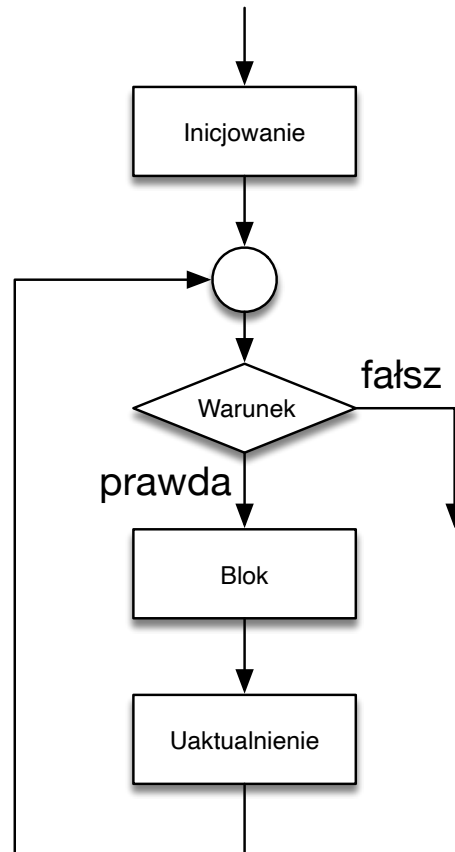 Inicjowanie
fałsz
Warunek
prawda
Blok
Uaktualnienie